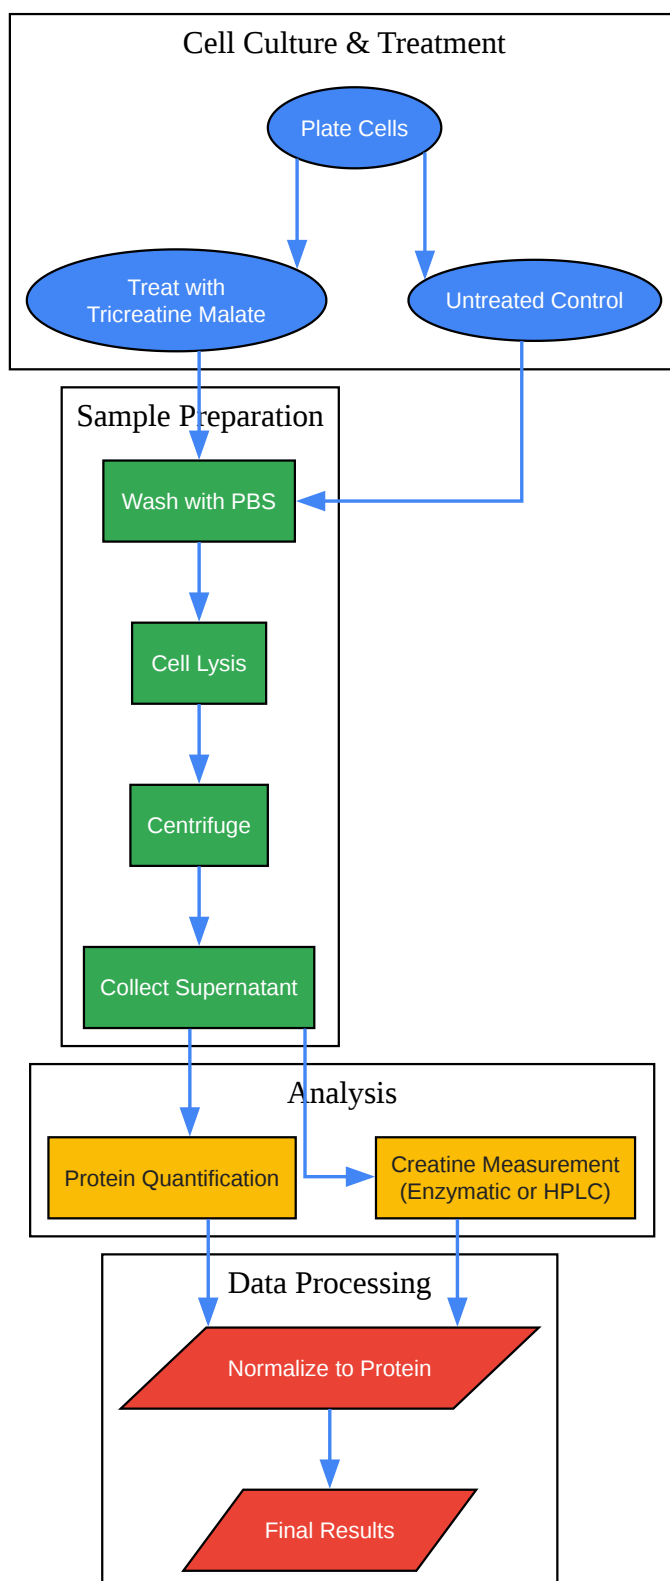 Cell Culture & Treatment
Plate Cells
Treat with
Tricreatine Malate
Untreated Control
Sample Preparation
Wash with PBS
Cell Lysis
Centrifuge
Collect Supernatant
Analysis
Protein Quantification
Creatine Measurement
(Enzymatic or HPLC)
Data Processing
Normalize to Protein
Final Results